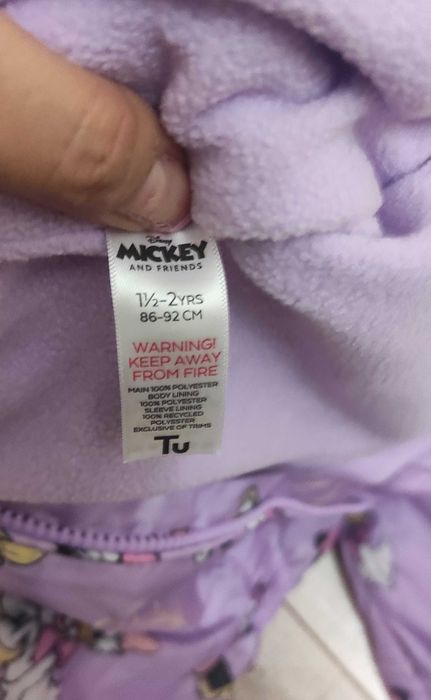 Disney
MICKEY
AND FRIENDS
1½-2YRS
86-92 CM
WARNING!
KEEP AWAY
FROM FIRE
MAIN 100% POLYESTER
BODY LINING
100% POLYESTER
SLEEVE LINING
100% RECYCLED
POLYESTER
EXCLUSIVE OF TRIMS
Tu